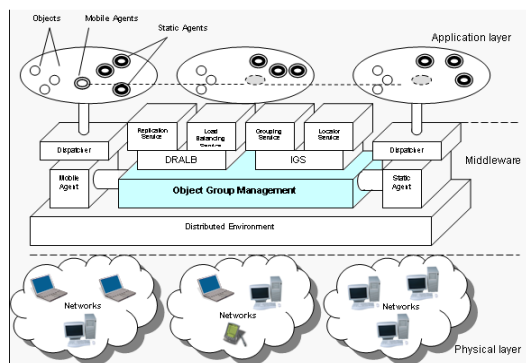 Objects
Mobile Agents
Static Agents
Application layer
Replication Service
Load Balancing Service
Grouping Service
Locator Service
Dispatcher
Dispatcher
DRALB
IGS
Middleware
Mobile Agent
Static Agent
Object Group Management
Distributed Environment
Networks
Networks
Networks
Physical layer